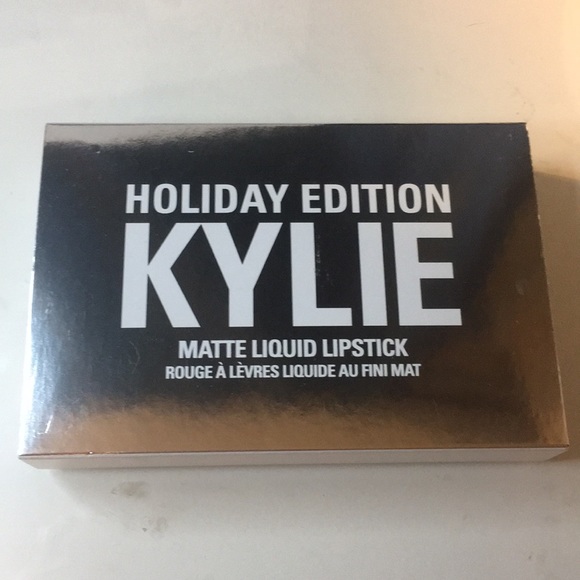 HOLIDAY EDITION
KYLIE
MATTE LIQUID LIPSTICK
ROUGE À LÈVRES LIQUIDE AU FINI MAT